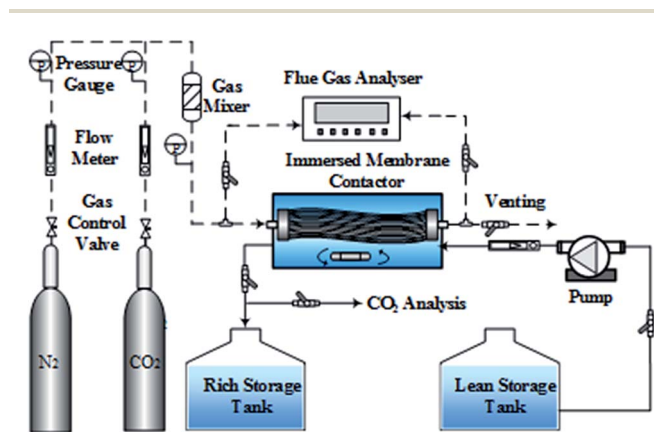 P
Pressure
Gauge
P
Gas
Mixer
Flue Gas Analyser
P
Flow
Meter
Immersed Membrane
Contactor
Venting
Gas
Control
Valve
Pump
CO₂ Analysis
N2
CO2
Rich Storage
Tank
Lean Storage
Tank